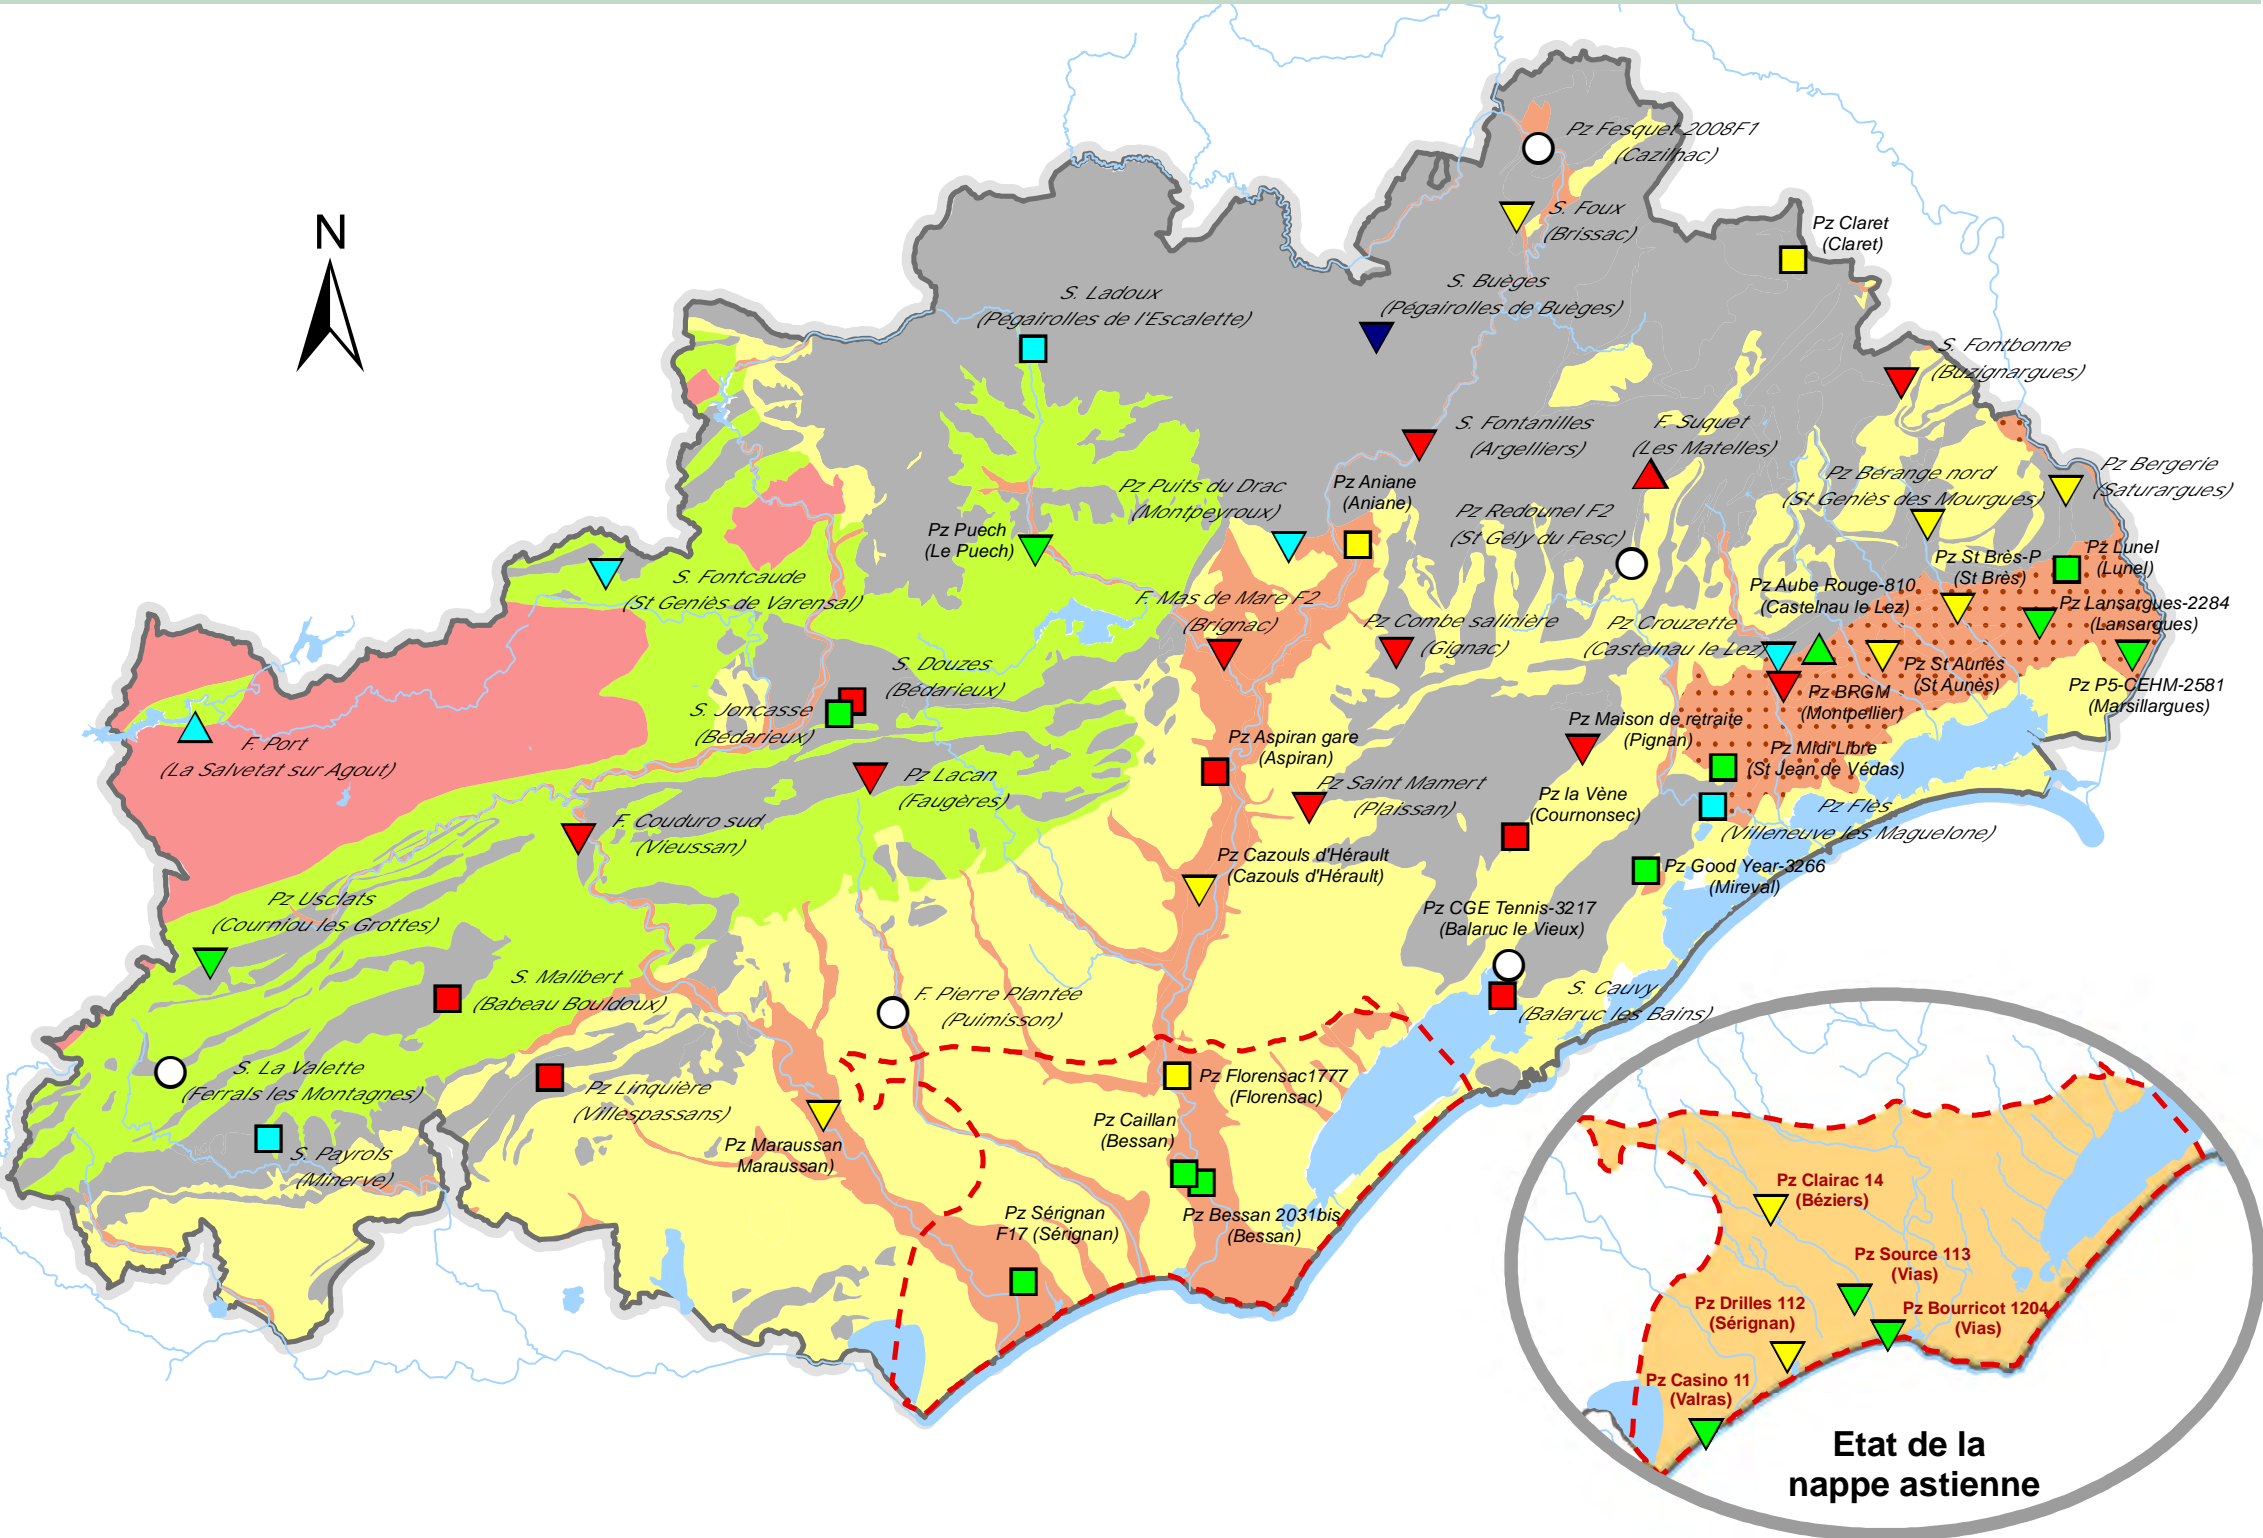 N
Pz Fesquet 2008F1
(Cazilhac)
S. Foux
(Brissac)
Pz Claret
(Claret)
S. Buèges
(Pégairolles de Buèges)
S. Ladoux
(Pégairolles de l'Escalette)
S. Fontbonne
(Buzignargues)
S. Fontanilles
(Argelliers)
F. Suquet
(Les Matelles)
Pz Bérange nord
(St Geniès des Mourgues)
Pz Bergerie
(Saturargues)
Pz Puits du Drac
(Montpeyroux)
Pz Aniane
(Aniane)
Pz Redounel F2
(St Gély du Fesc)
Pz Puech
(Le Puech)
Pz St Brès-P
(St Brès)
Pz Lunel
(Lunel)
S. Fontcaude
(St Geniès de Varensal)
Pz Aube Rouge-810
(Castelnau le Lez)
Pz Lansargues-2284
(Lansargues)
F. Mas de Mare F2
(Brignac)
Pz Combe salinière
(Gignac)
Pz Crouzette
(Castelnau le Lez)
S. Douzes
(Bédarieux)
Pz St Aunés
(St Aunès)
Pz P5-CEHM-2581
(Marsillargues)
S. Joncasse
(Bédarieux)
Pz BRGM
(Montpellier)
Pz Maison de retraite
(Pignan)
F. Port
(La Salvetat sur Agout)
Pz Aspiran gare
(Aspiran)
Pz Midi Libre
(St Jean de Védas)
Pz Lacan
(Faugères)
Pz Saint Mamert
(Plaissan)
Pz la Vène
(Cournonsec)
Pz Flès
(Villeneuve les Maguelone)
F. Couduro sud
(Vieussan)
Pz Cazouls d'Hérault
(Cazouls d'Hérault)
Pz Good Year-3266
(Mireval)
Pz Usclats
(Courniou les Grottes)
Pz CGE Tennis-3217
(Balaruc le Vieux)
S. Malibert
(Babeau Bouldoux)
F. Pierre Plantée
(Puimisson)
S. Cauvy
(Balaruc les Bains)
S. La Valette
(Ferrals les Montagnes)
Pz Linquière
(Villespassans)
Pz Florensac1777
(Florensac)
Pz Caillan
(Bessan)
S. Payrols
(Minerve)
Pz Maraussan
Maraussan)
Pz Sérignan
F17 (Sérignan)
Pz Bessan 2031bis
(Bessan)
Pz Clairac 14
(Béziers)
Pz Source 113
(Vias)
Pz Drilles 112
(Sérignan)
Pz Bourricot 1204
(Vias)
Pz Casino 11
(Valras)
Etat de la
nappe astienne